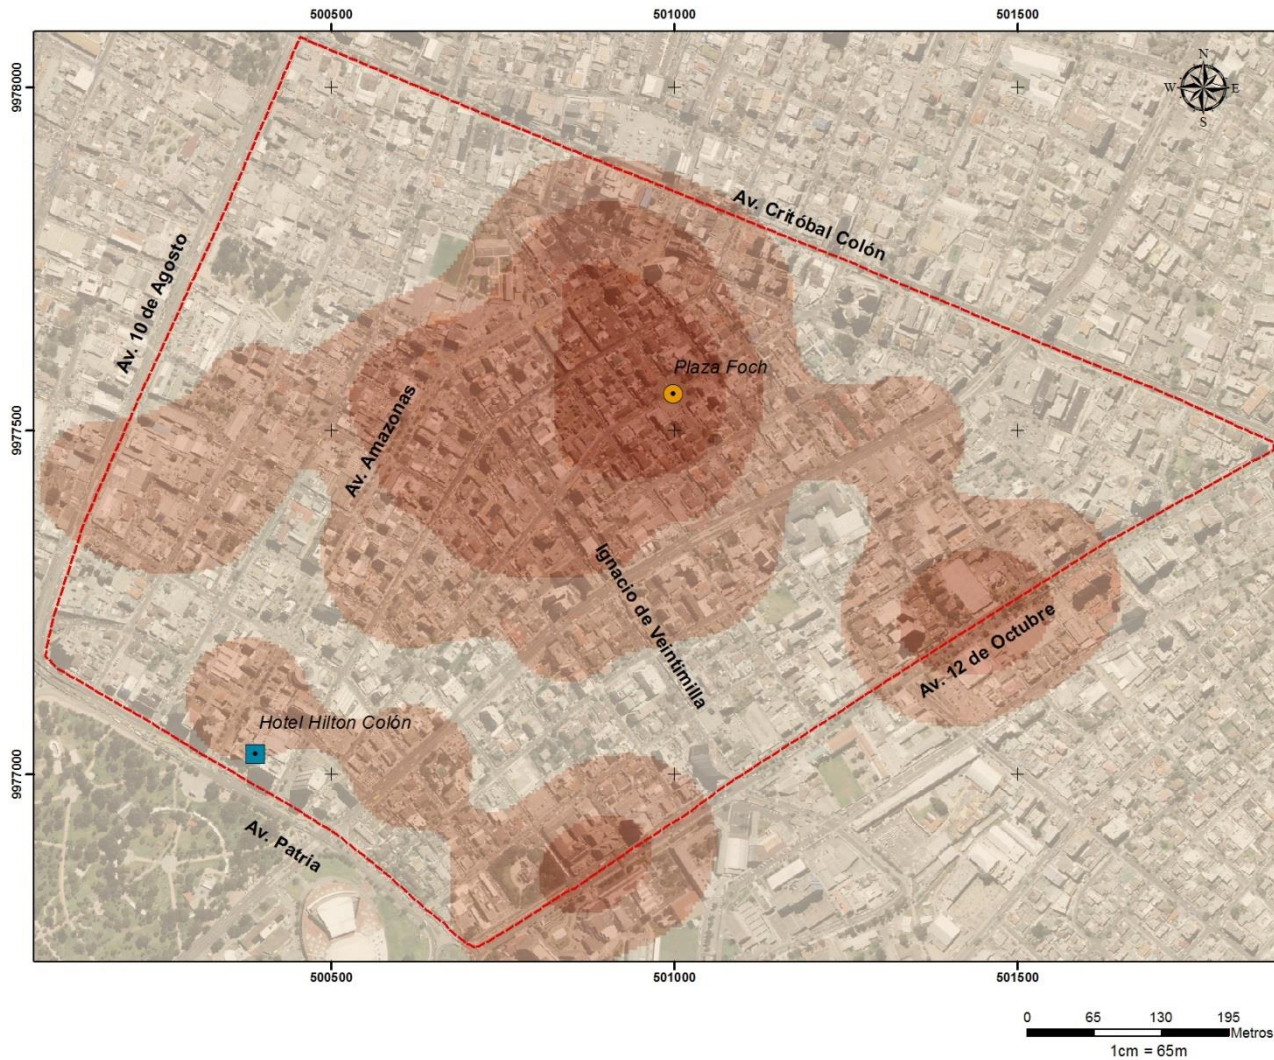 500500 501000 501500
N
W E
S
9978000
Av. Critóbal Colón
Av. 10 de Agosto
Plaza Foch
9977500
Av. Amazonas
Ignacio de Veintimilla
Av. 12 de Octubre
Hotel Hilton Colón
9977000
Av. Patria
500500 501000 501500
0 65 130 195
Metros
1cm = 65m